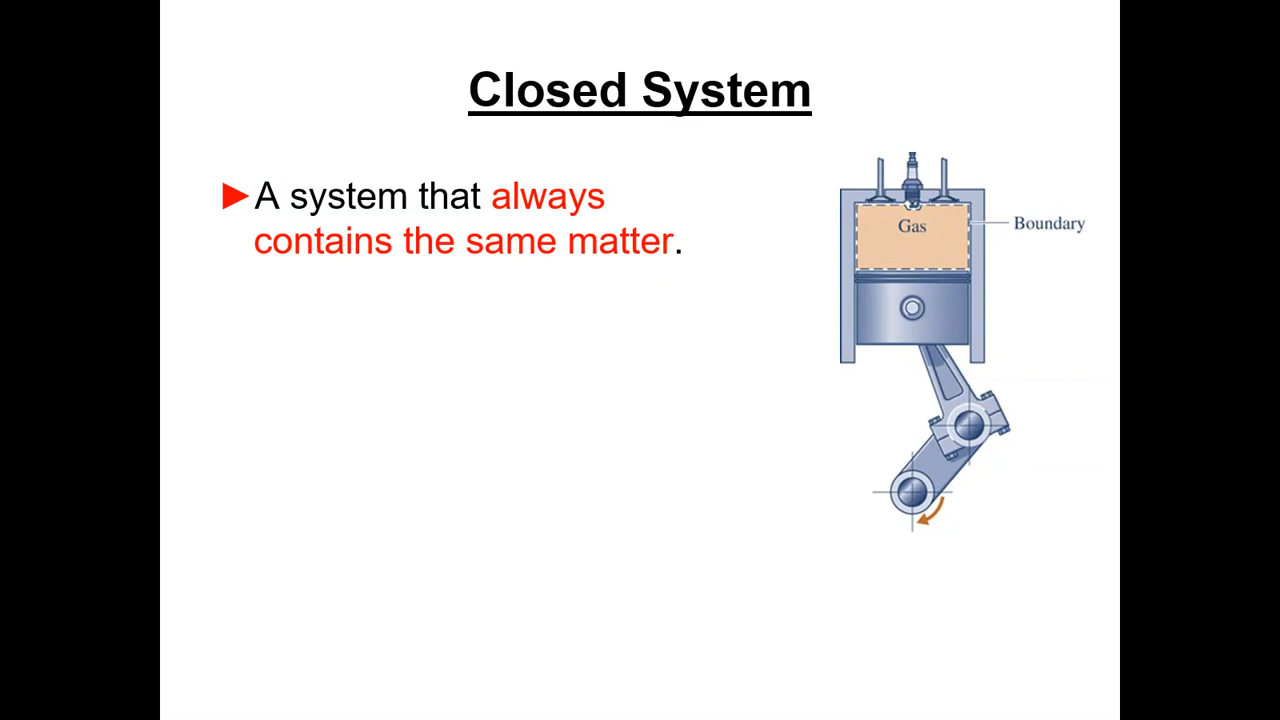 Closed System
►A system that always
contains the same matter.
Gas
Boundary